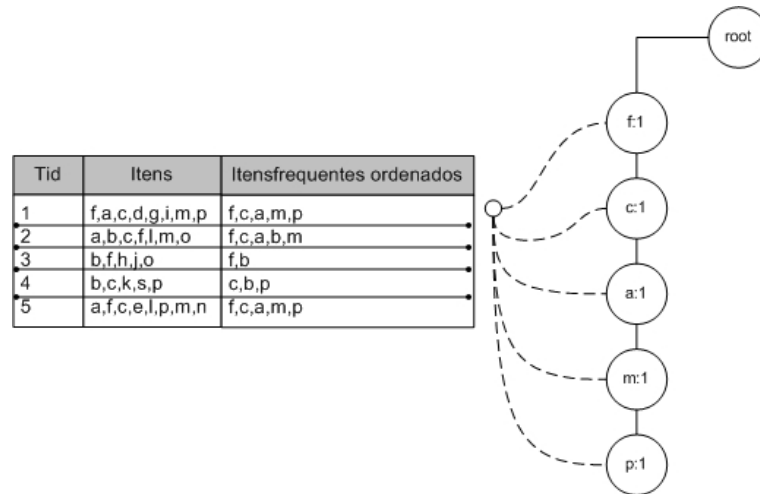 root
f:1
c:1
a:1
m:1
p:1
Tid Itens Itensfrequentes ordenados
1 f,a,c,d,g,i,m,p f,c,a,m,p
2 a,b,c,f,l,m,o f,c,a,b,m
3 b,f,h,j,o f,b
4 b,c,k,s,p c,b,p
5 a,f,c,e,l,p,m,n f,c,a,m,p